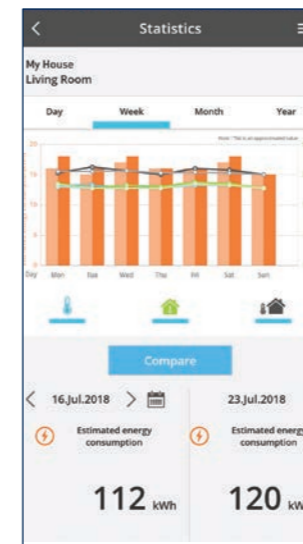 Statistics
My House
Living Room
Day Week Month Year
Note : This is an approximated value
20
15
10
5
0
Day Mon Tue Wed Thu Fri Sat Sun
Compare
16.Jul.2018 23.Jul.2018
Estimated energy Estimated energy
consumption consumption
112 kWh 120 kW